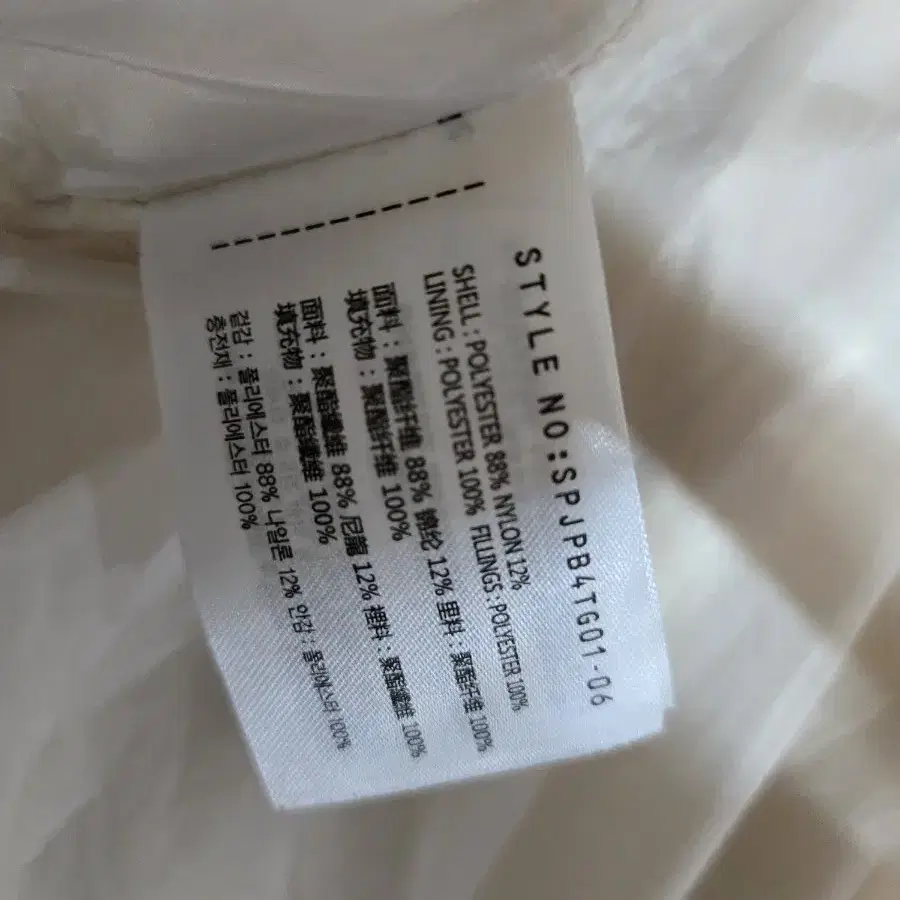 STYLE NO:SPJPB4TG01-06
SHELL : POLYESTER 88% NYLON 12%
LINING : POLYESTER 100% FILLINGS : POLYESTER 100%
面料 : 聚酯纤维 88% 锦纶 12% 里料 : 聚酯纤维 100%
填充物 : 聚酯纤维 100%
面料 : 聚酯纖維 88% 尼龍 12% 裡料 : 聚酯纖維 100%
填充物 : 聚酯纖維 100%
겉감 : 폴리에스터 88% 나일론 12% 안감 : 폴리에스터 100%
충전재 : 폴리에스터 100%